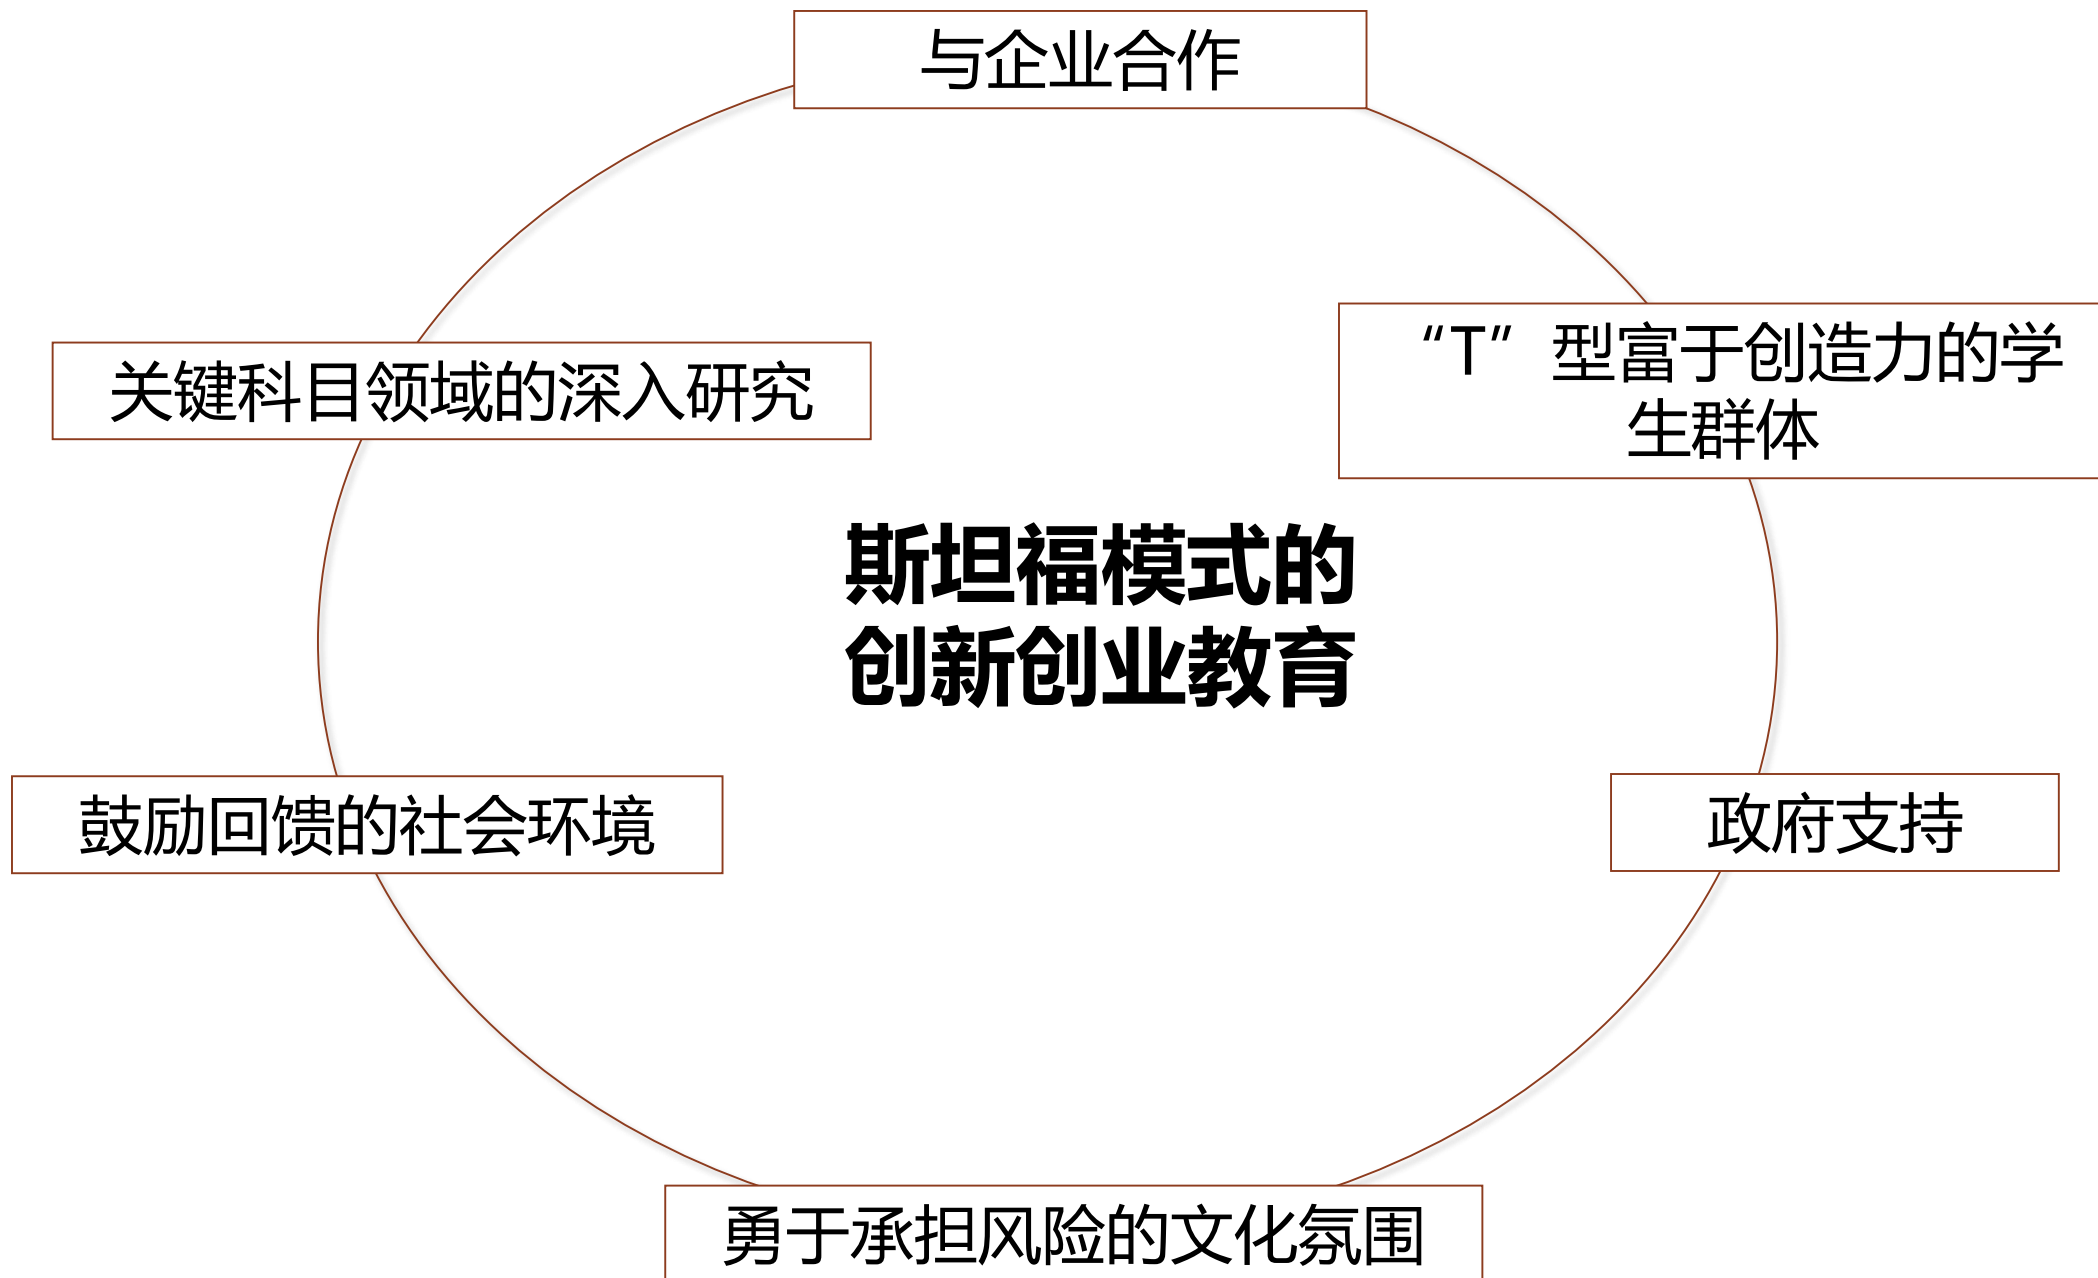 与企业合作
“T”型富于创造力的学
生群体
关键科目领域的深入研究
斯坦福模式的
创新创业教育
鼓励回馈的社会环境
政府支持
勇于承担风险的文化氛围